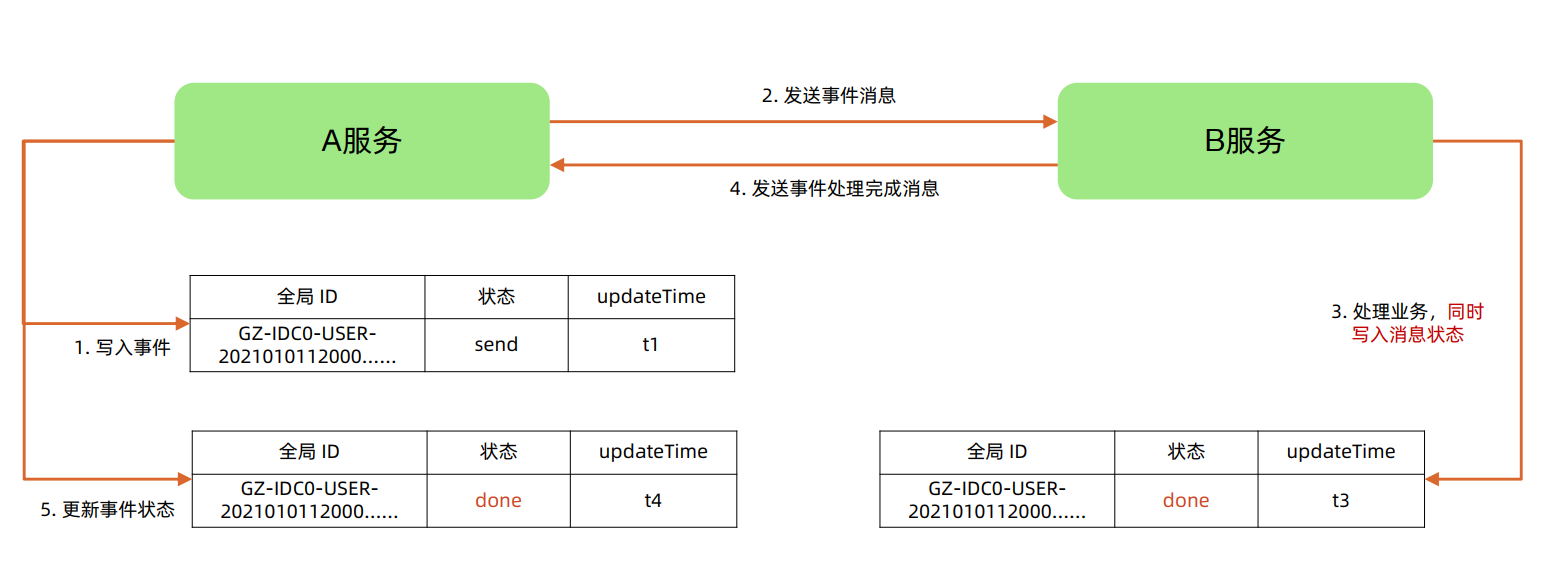 2. 发送事件消息
A服务
B服务
4. 发送事件处理完成消息
全局 ID
状态
updateTime
GZ-IDC0-USER-
2021010112000......
send
t1
1. 写入事件
3. 处理业务，同时
写入消息状态
全局 ID
状态
updateTime
GZ-IDC0-USER-
2021010112000......
done
t4
5. 更新事件状态
全局 ID
状态
updateTime
GZ-IDC0-USER-
2021010112000......
done
t3